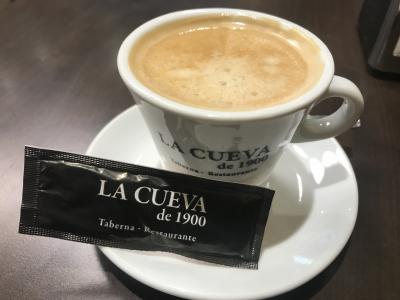 LA CUEVA
de 1900
Taberna - Restaurante
LA CUEVA
de 1900
Taberna - Restaurante